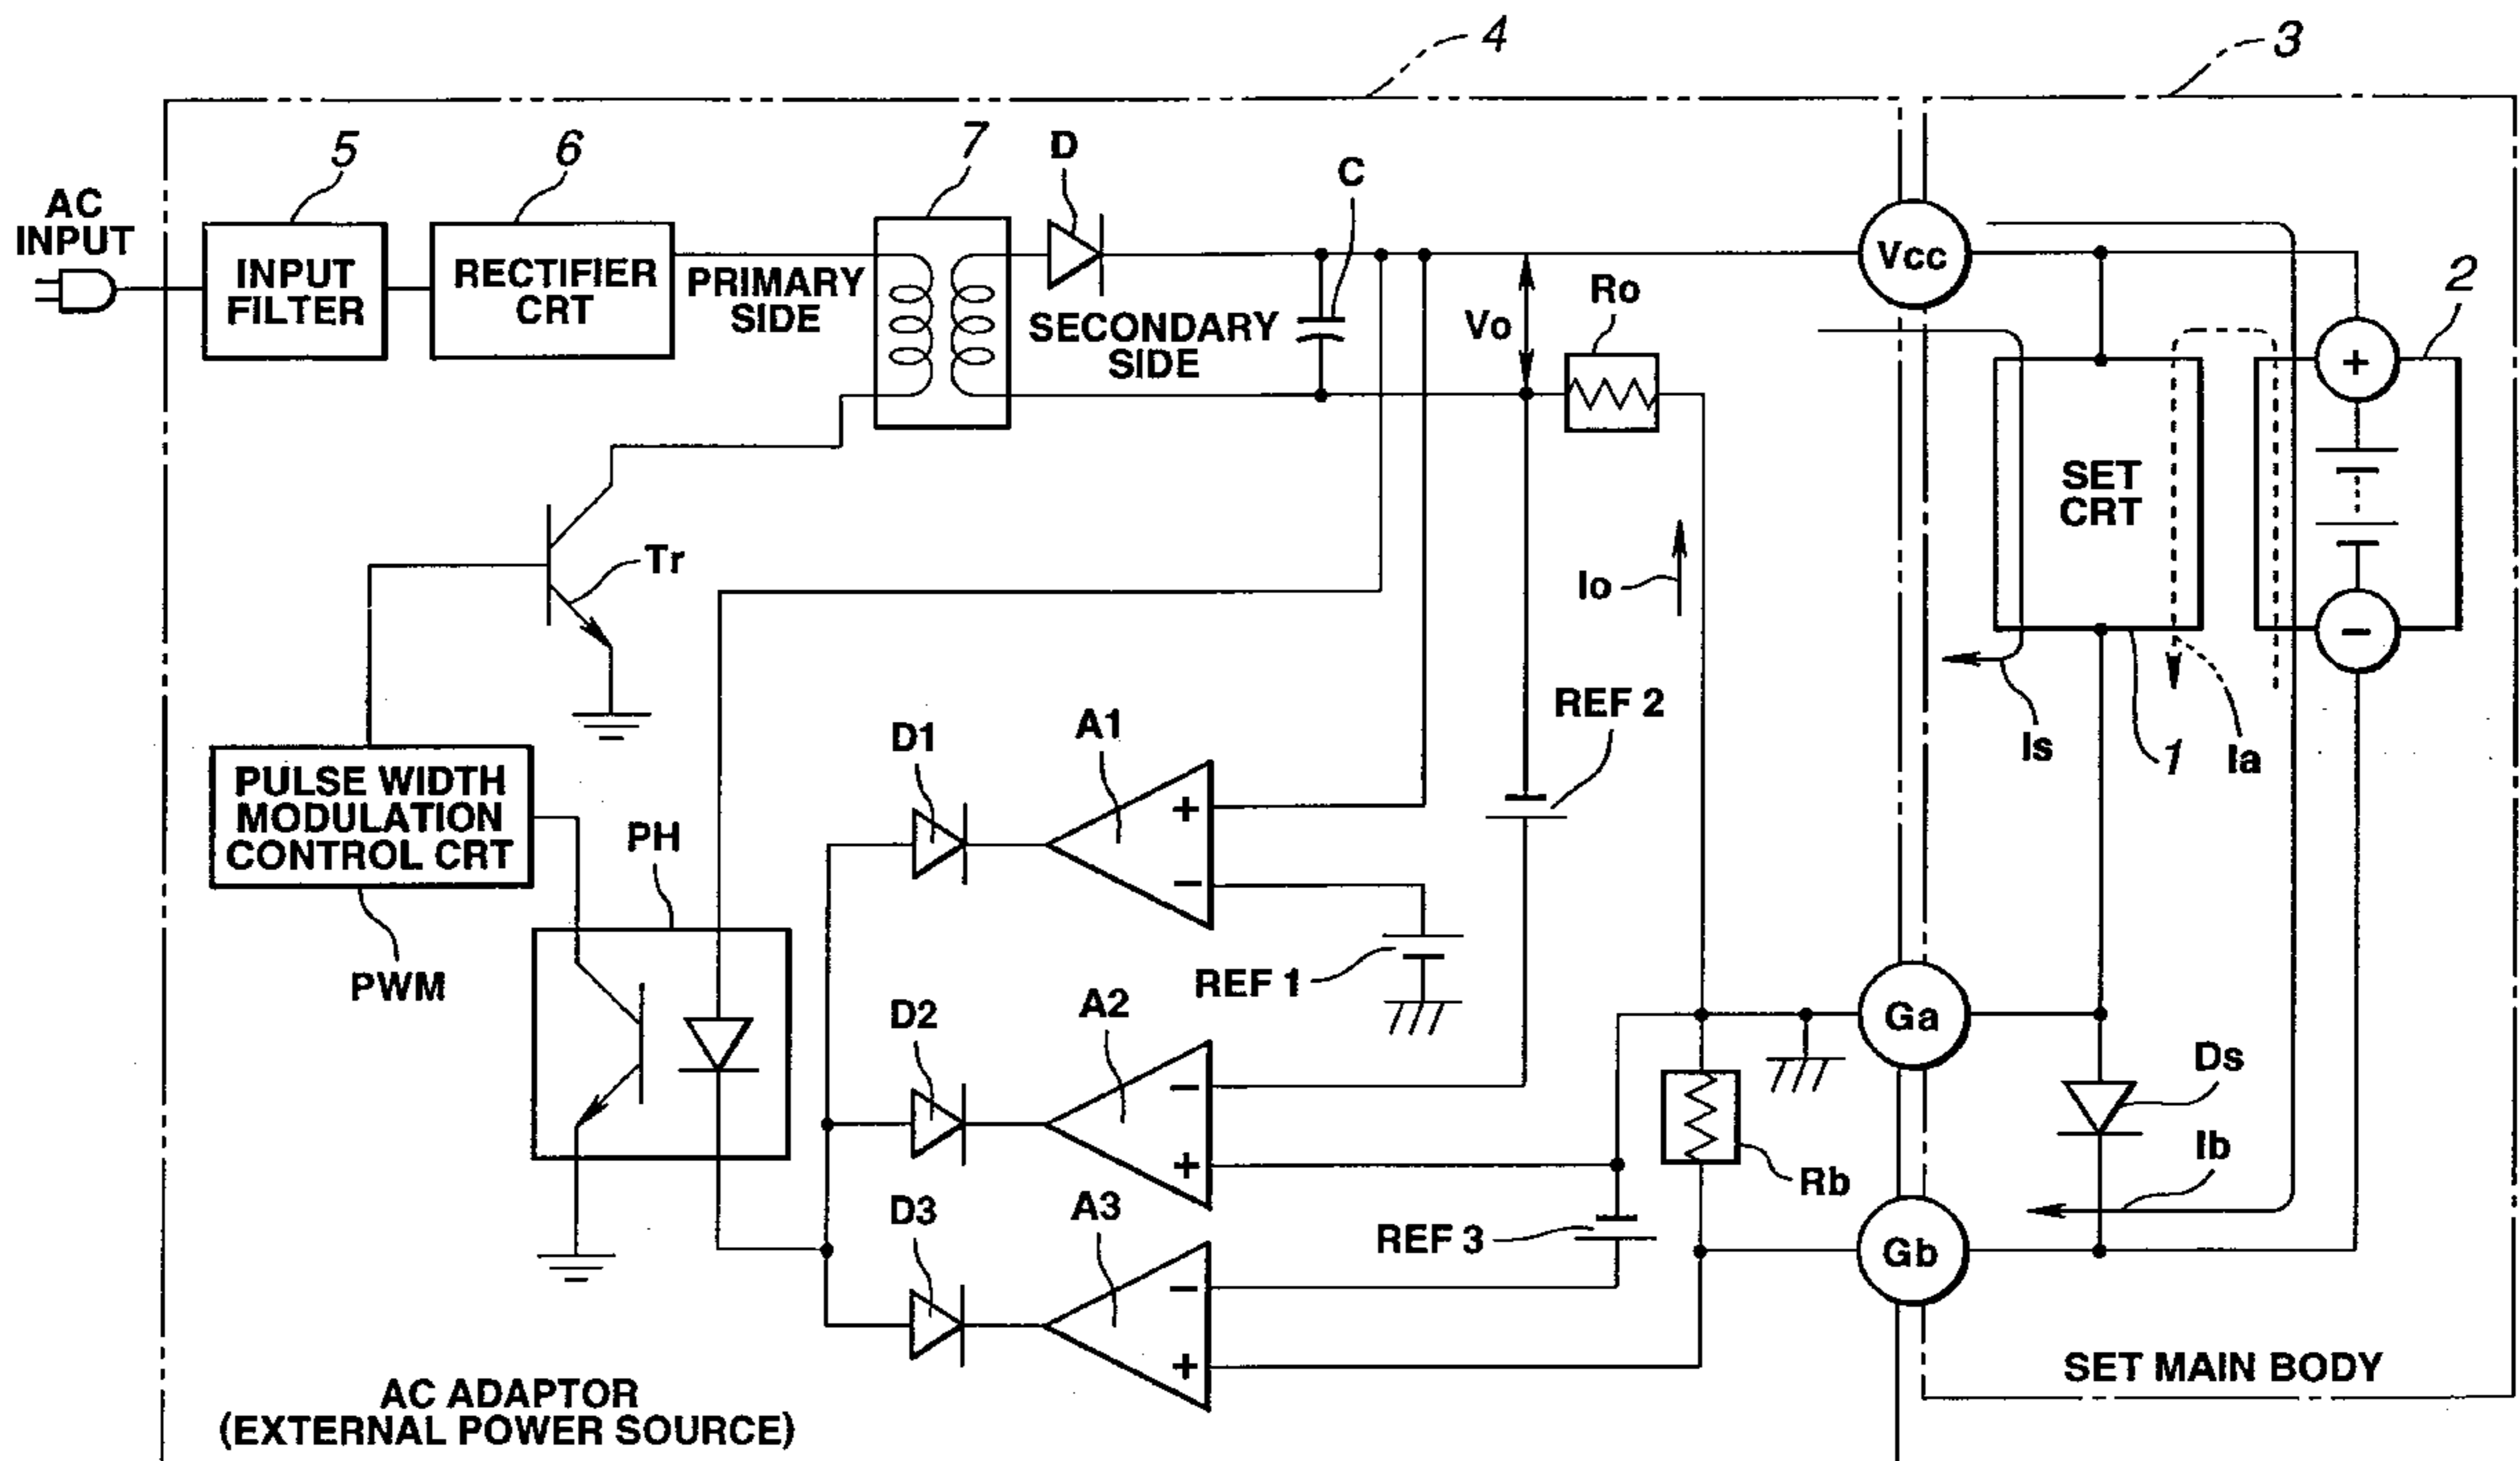 4
3
5
6
7
D
C
AC
INPUT
INPUT
FILTER
RECTIFIER
CRT
PRIMARY
SIDE
SECONDARY
SIDE
Vo
Ro
Vcc
2
+
SET
CRT
Tr
Io
−
REF 2
Is
1
Ia
D1
A1
+
−
PULSE WIDTH
MODULATION
CONTROL CRT
PH
PWM
REF 1
D2
A2
−
+
Ga
Ds
Ib
Rb
D3
A3
REF 3
−
+
Gb
SET MAIN BODY
AC ADAPTOR
(EXTERNAL POWER SOURCE)